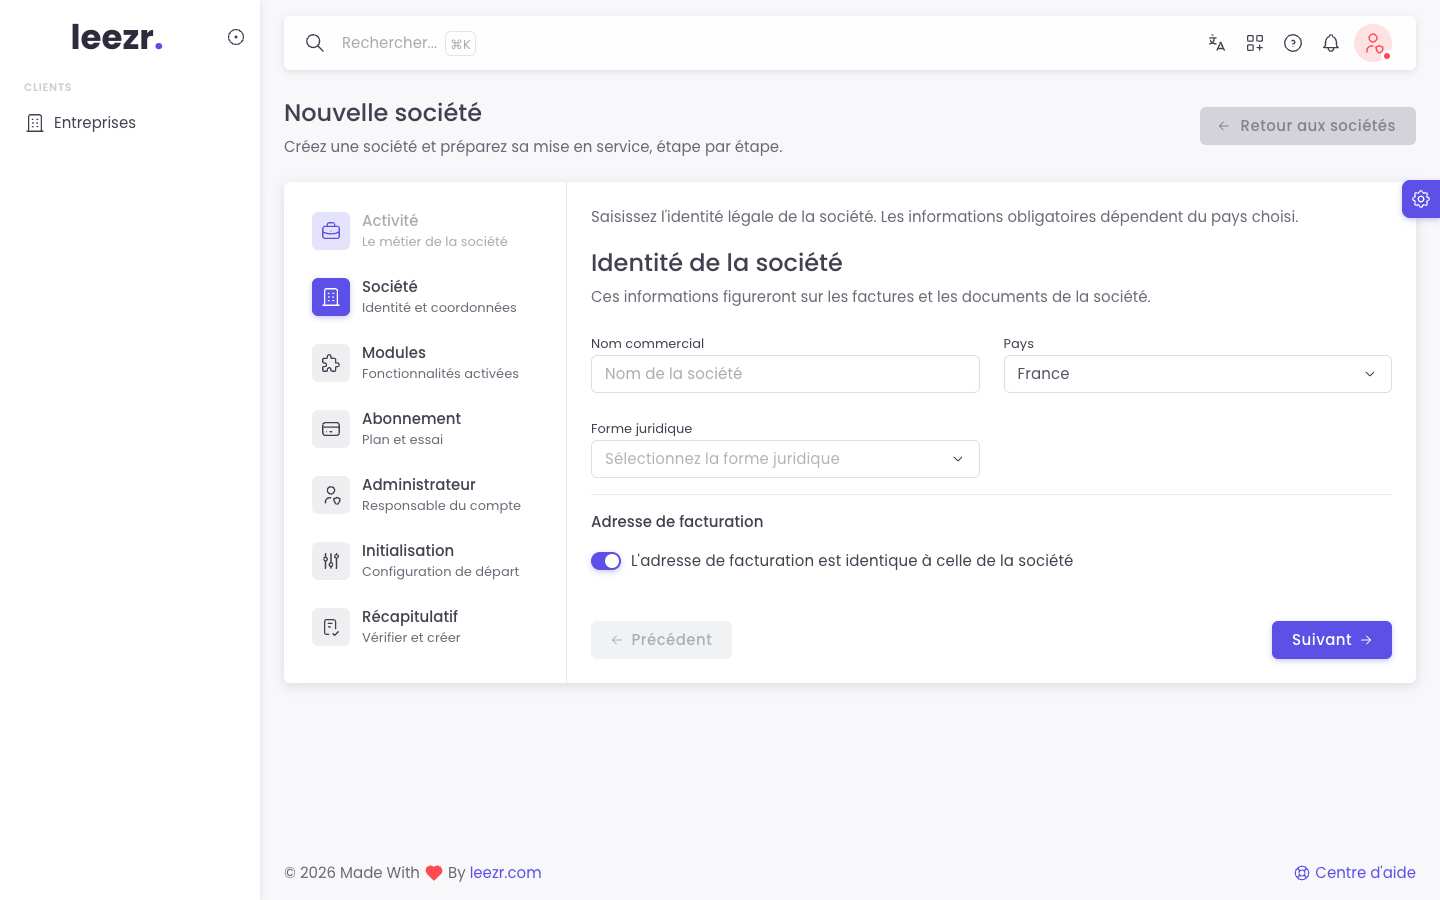 leezr.
CLIENTS
Entreprises
Rechercher... ⌘K
Nouvelle société
Créez une société et préparez sa mise en service, étape par étape.
← Retour aux sociétés
Activité
Le métier de la société
Société
Identité et coordonnées
Modules
Fonctionnalités activées
Abonnement
Plan et essai
Administrateur
Responsable du compte
Initialisation
Configuration de départ
Récapitulatif
Vérifier et créer
Saisissez l'identité légale de la société. Les informations obligatoires dépendent du pays choisi.
Identité de la société
Ces informations figureront sur les factures et les documents de la société.
Nom commercial
Nom de la société
Pays
France
Forme juridique
Sélectionnez la forme juridique
Adresse de facturation
L'adresse de facturation est identique à celle de la société
← Précédent
Suivant →
© 2026 Made With ❤ By leezr.com
Centre d'aide